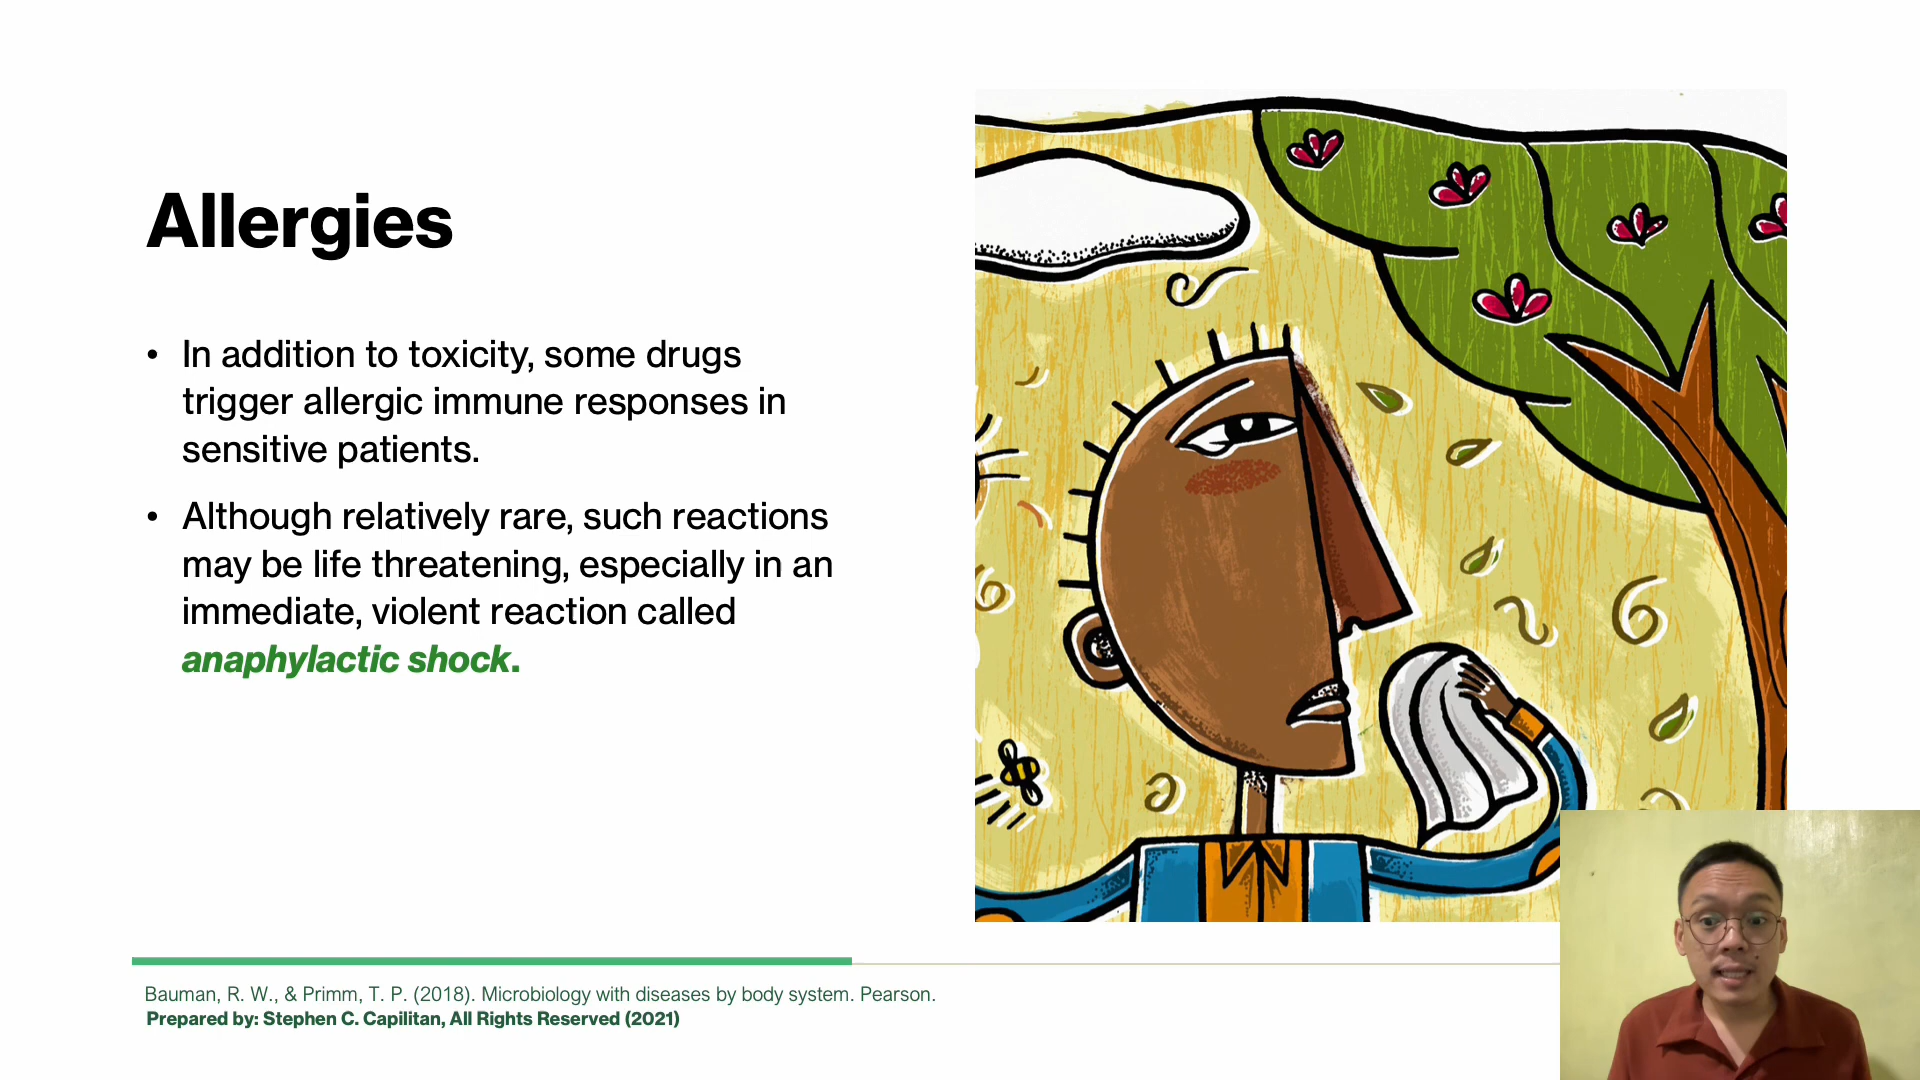 Allergies
• In addition to toxicity, some drugs
trigger allergic immune responses in
sensitive patients.
• Although relatively rare, such reactions
may be life threatening, especially in an
immediate, violent reaction called
anaphylactic shock.
Bauman, R. W., & Primm, T. P. (2018). Microbiology with diseases by body system. Pearson.
Prepared by: Stephen C. Capilitan, All Rights Reserved (2021)